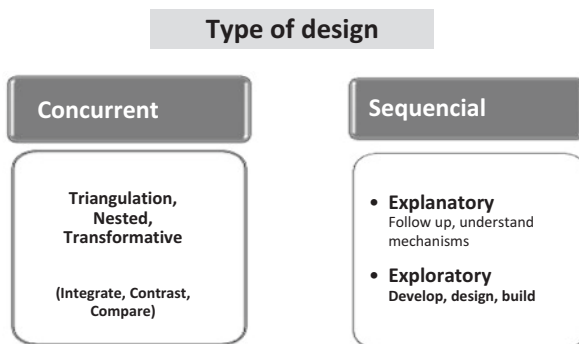 Type of design
Concurrent
Triangulation,
Nested,
Transformative
(Integrate, Contrast,
Compare)
Sequencial
• Explanatory
Follow up, understand
mechanisms
• Exploratory
Develop, design, build